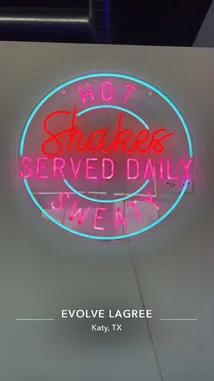 HOT
Shakes
SERVED DAILY
SWEATY
EVOLVE LAGREE
Katy, TX